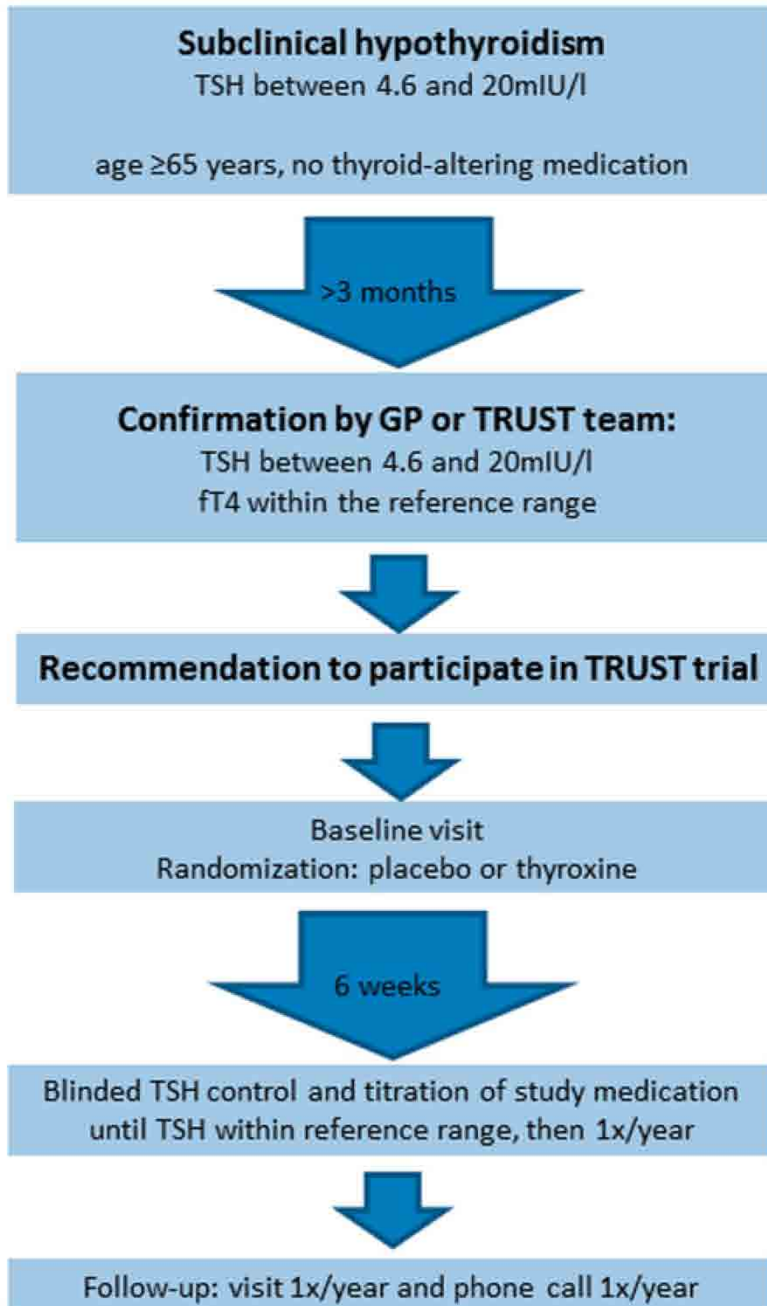 Subclinical hypothyroidism
TSH between 4.6 and 20mIU/l
age ≥65 years, no thyroid-altering medication
>3 months
Confirmation by GP or TRUST team:
TSH between 4.6 and 20mIU/l
fT4 within the reference range
Recommendation to participate in TRUST trial
Baseline visit
Randomization: placebo or thyroxine
6 weeks
Blinded TSH control and titration of study medication
until TSH within reference range, then 1x/year
Follow-up: visit 1x/year and phone call 1x/year